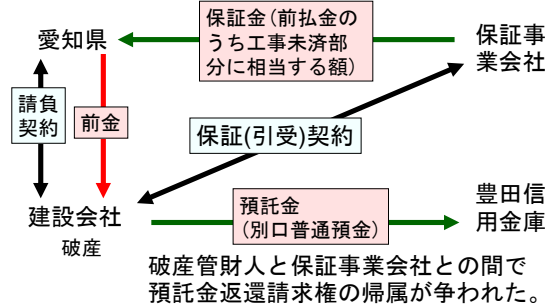 愛知県
保証金(前払金の
うち工事未済部
分に相当する額)
保証事
業会社
請負
契約
前金
保証(引受)契約
建設会社
破産
預託金
(別口普通預金)
豊田信
用金庫
破産管財人と保証事業会社との間で
預託金返還請求権の帰属が争われた。